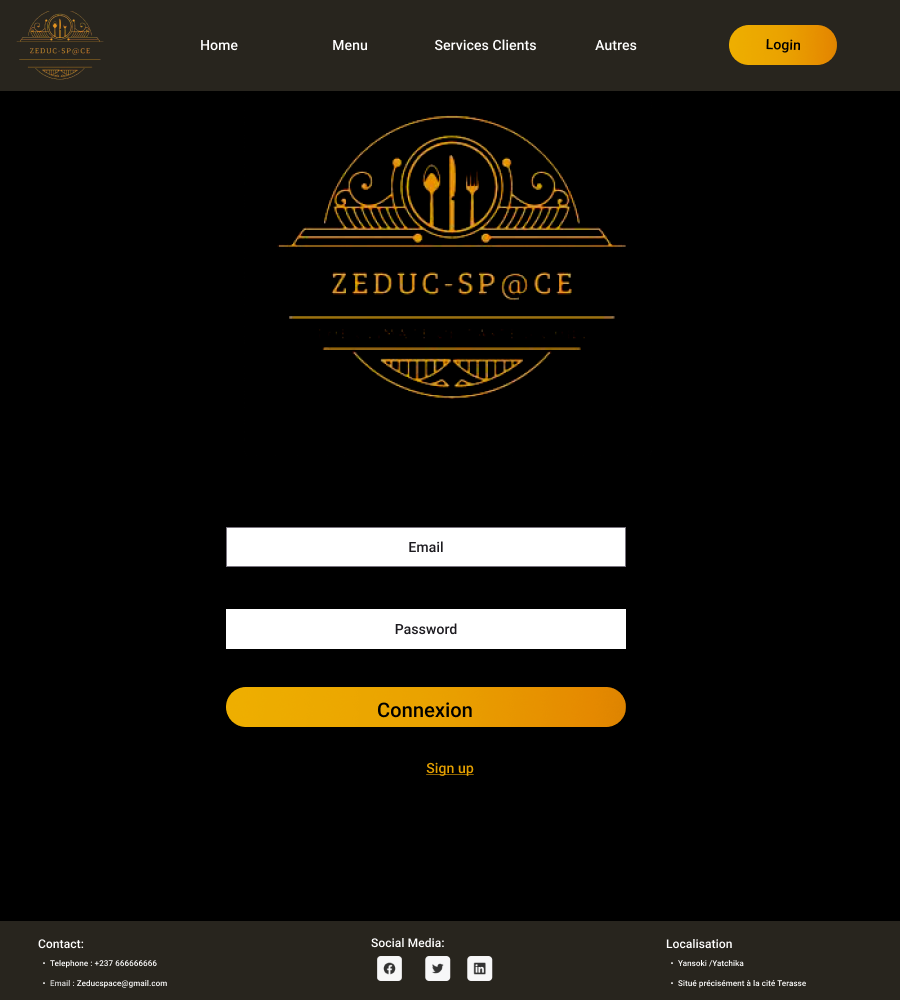 ZEDUC-SP@CE
Home
Menu
Services Clients
Autres
Login
ZEDUC-SP@CE
Email
Password
Connexion
Sign up
Contact:
• Telephone : +237 666666666
• Email : Zeducspace@gmail.com
Social Media:
Localisation
• Yansoki /Yatchika
• Situé précisément à la cité Terasse